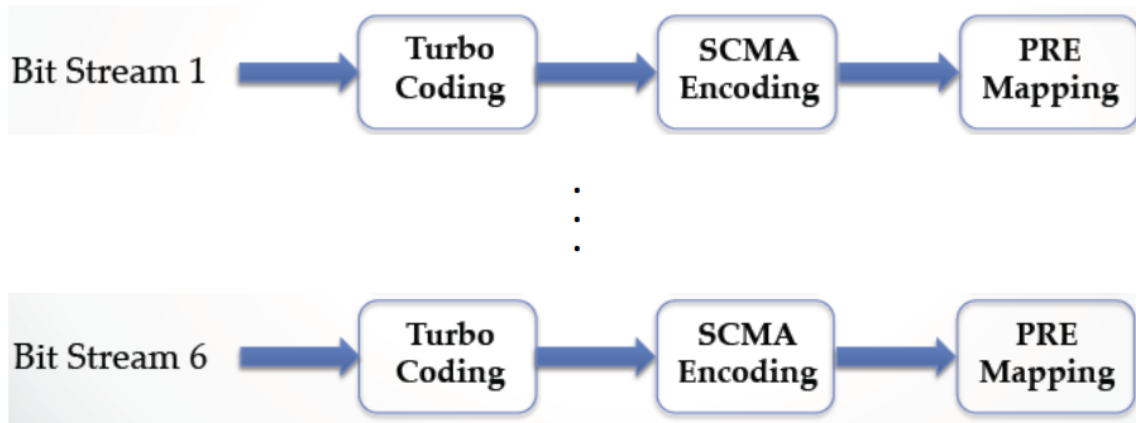 Bit Stream 1
Turbo
Coding
SCMA
Encoding
PRE
Mapping
Bit Stream 6
Turbo
Coding
SCMA
Encoding
PRE
Mapping